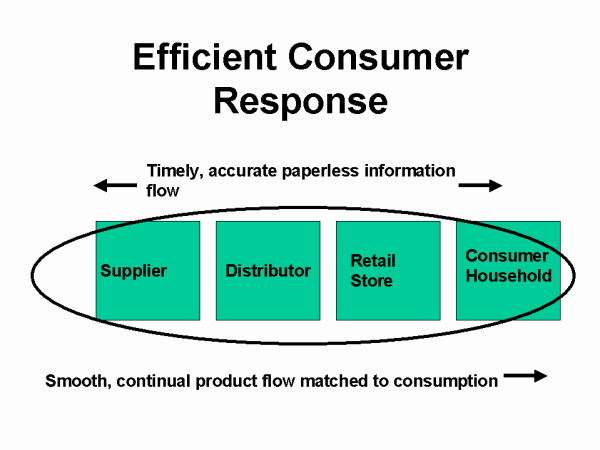 Efficient Consumer
Response
Timely, accurate paperless information
flow
Supplier
Distributor
Retail
Store
Consumer
Household
Smooth, continual product flow matched to consumption